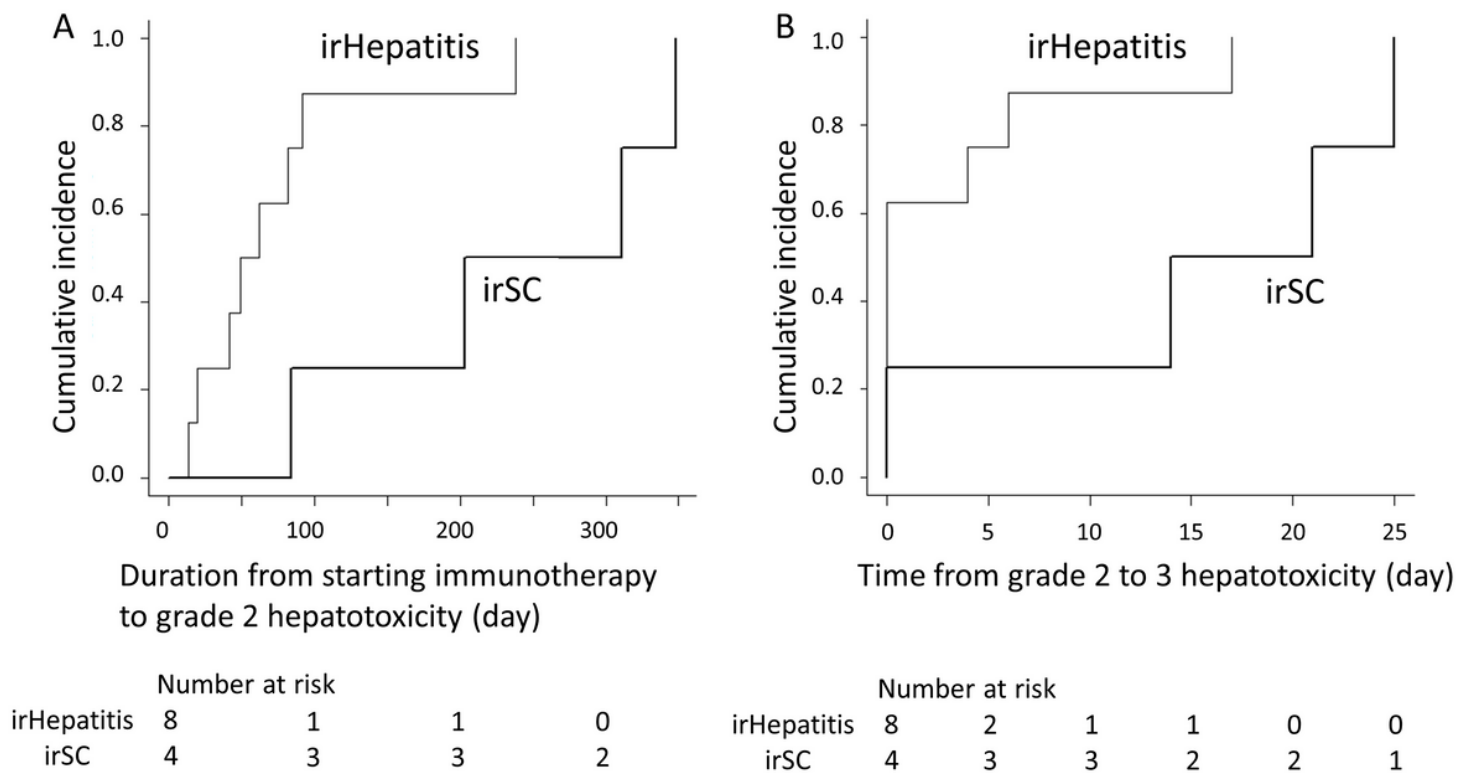 A
irHepatitis
irSC
Cumulative incidence
1.0
0.8
0.6
0.4
0.2
0.0
0 100 200 300
Duration from starting immunotherapy
to grade 2 hepatotoxicity (day)
Number at risk
irHepatitis 8 1 1 0
irSC 4 3 3 2
B
irHepatitis
irSC
Cumulative incidence
1.0
0.8
0.6
0.4
0.2
0.0
0 5 10 15 20 25
Time from grade 2 to 3 hepatotoxicity (day)
Number at risk
irHepatitis 8 2 1 1 0 0
irSC 4 3 3 2 2 1